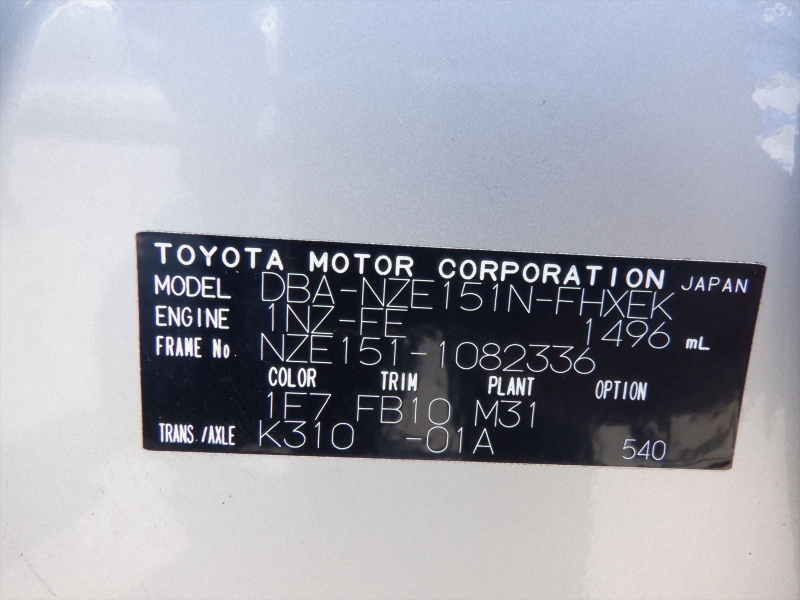 TOYOTA MOTOR CORPORATION JAPAN
MODEL DBA-NZE151N-FHXEK
ENGINE 1NZ-FE 1496 mL
FRAME No NZE151-1082336
COLOR TRIM PLANT OPTION
1E7 FB10 M31
TRANS./AXLE K310 -01A 540